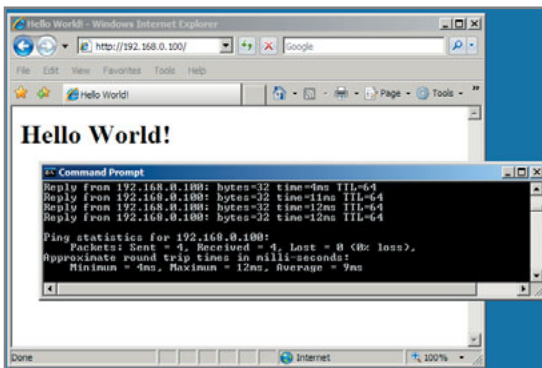 Hello World! - Windows Internet Explorer
http://192.168.0.100/
Google
File Edit View Favorites Tools Help
Hello World!
Page
Tools
Hello World!
Command Prompt
Reply from 192.168.0.100: bytes=32 time=4ms TTL=64
Reply from 192.168.0.100: bytes=32 time=11ms TTL=64
Reply from 192.168.0.100: bytes=32 time=12ms TTL=64
Reply from 192.168.0.100: bytes=32 time=12ms TTL=64
Ping statistics for 192.168.0.100:
Packets: Sent = 4, Received = 4, Lost = 0 (0% loss),
Approximate round trip times in milli-seconds:
Minimum = 4ms, Maximum = 12ms, Average = 9ms
Done
Internet
100%